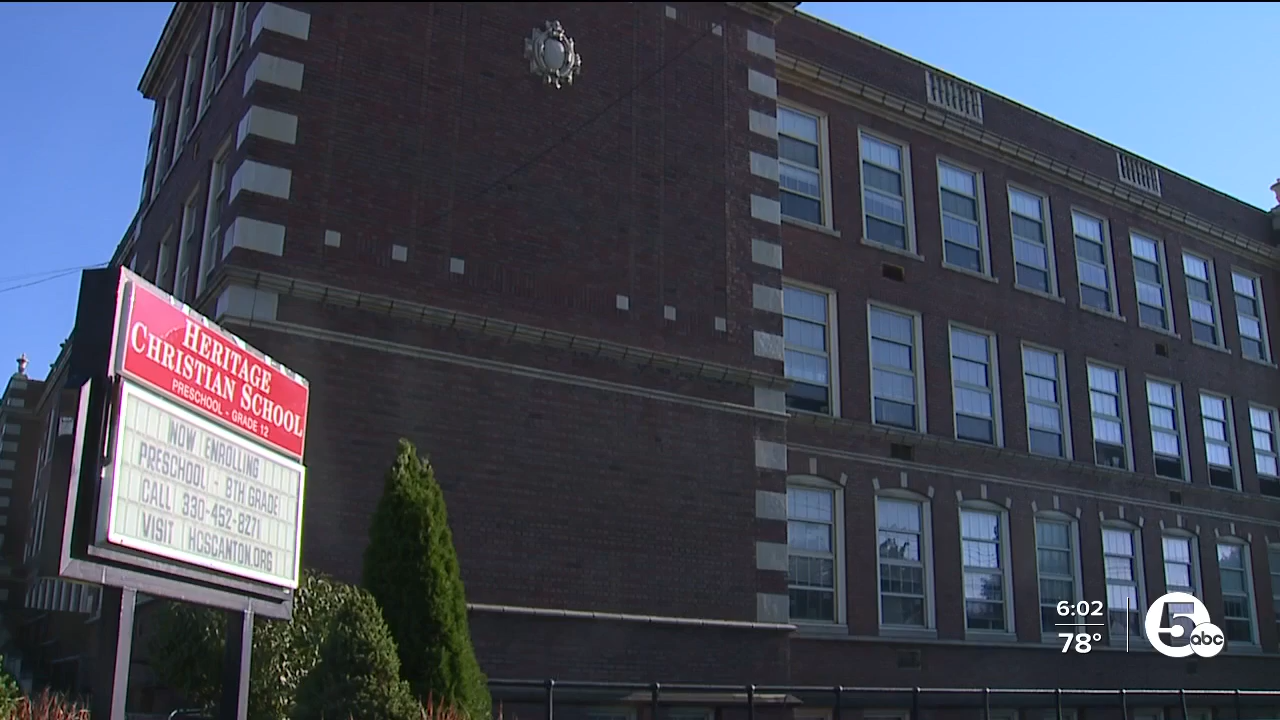 HERITAGE
CHRISTIAN SCHOOL
PRESCHOOL - GRADE 12
NOW ENROLLING
PRESCHOOL - 8TH GRADE
CALL 330-452-8271
VISIT HCSCANTON.ORG
6:02
78°
5 abc